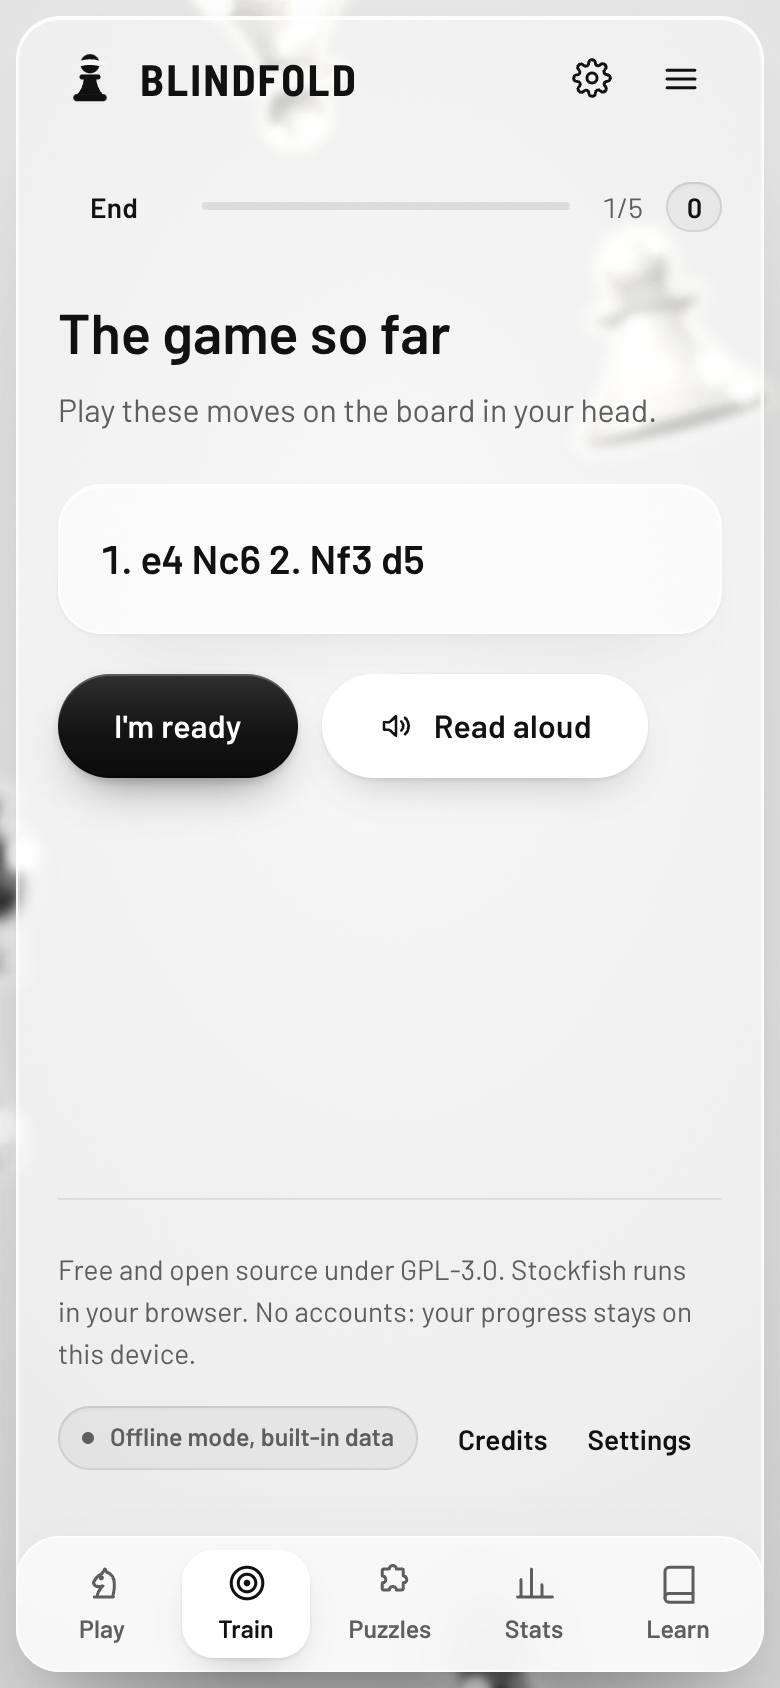 BLINDFOLD
End 1/5 0
The game so far
Play these moves on the board in your head.
1. e4 Nc6 2. Nf3 d5
I'm ready Read aloud
Free and open source under GPL-3.0. Stockfish runs
in your browser. No accounts: your progress stays on
this device.
Offline mode, built-in data Credits Settings
Play Train Puzzles Stats Learn